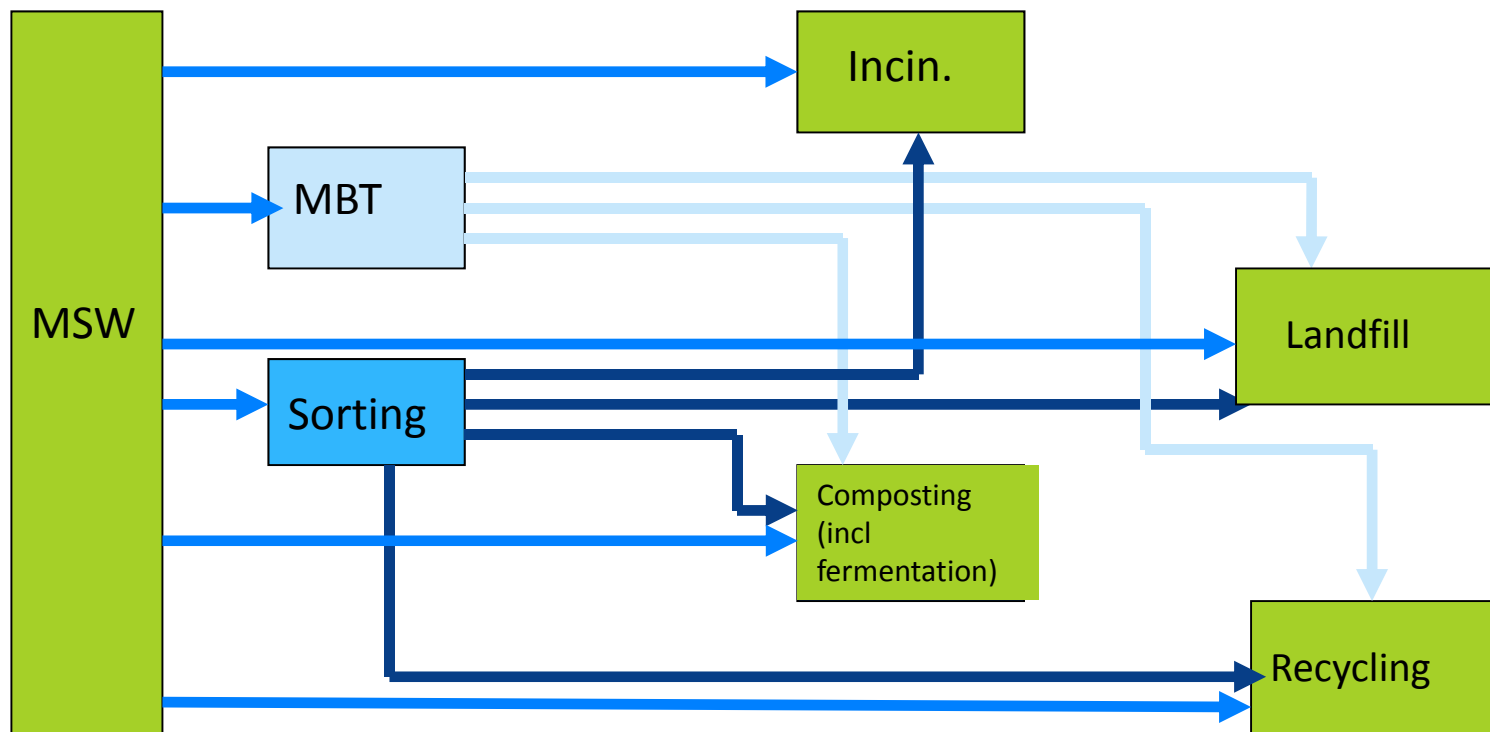 Incin.
MBT
MSW
Landfill
Sorting
Composting
(incl
fermentation)
Recycling